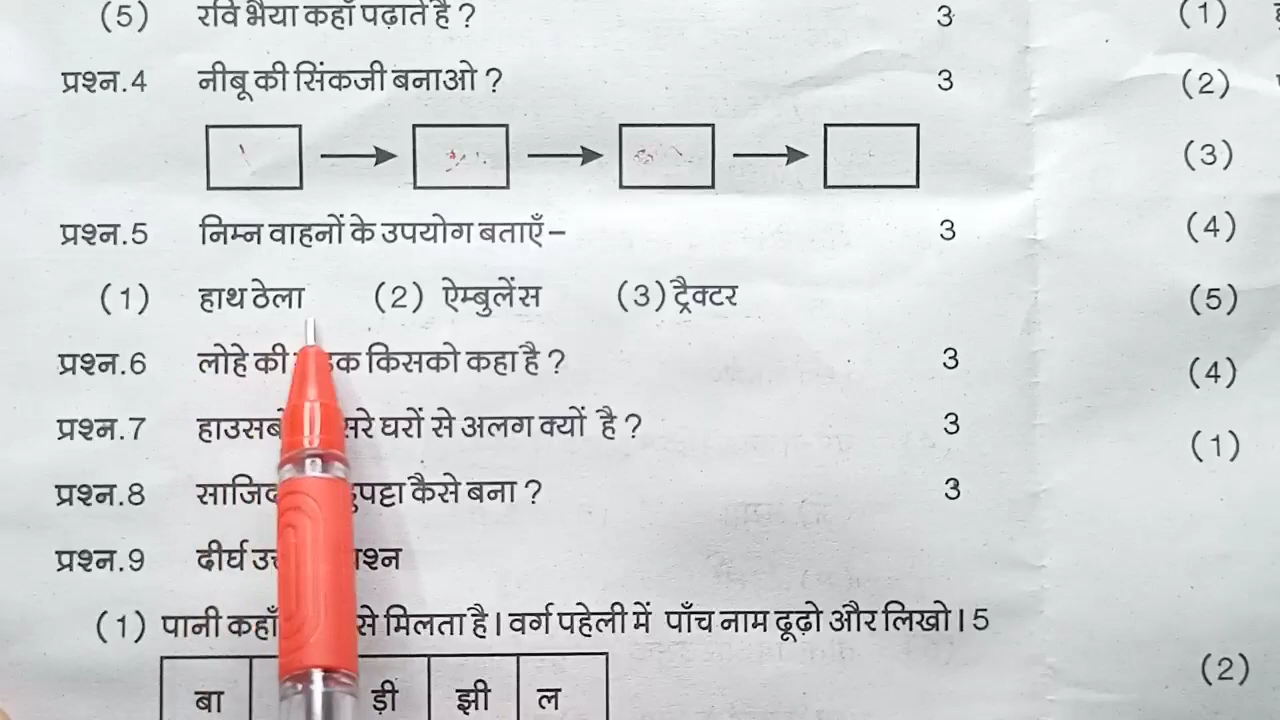 (5) रवि भैया कहाँ पढ़ाते है ? 3 (1)
प्रश्न.4 नीबू की सिंकजी बनाओ ? 3 (2)
(3)
प्रश्न.5 निम्न वाहनों के उपयोग बताएँ– 3 (4)
(1) हाथ ठेला (2) ऐम्बुलेंस (3) ट्रैक्टर (5)
प्रश्न.6 लोहे की किसको कहा है ? 3 (4)
प्रश्न.7 घरों से अलग क्यों है ? 3 (1)
प्रश्न.8 कैसे बना ? 3
प्रश्न.9 दीर्घ
(1) पानी कहाँ से मिलता है। वर्ग पहेली में पाँच नाम ढूढ़ो और लिखो। 5
(2)
बा ड़ी झी ल